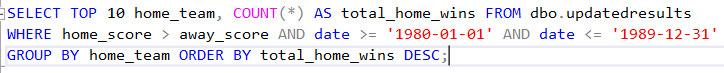 SELECT TOP 10 home_team, COUNT(*) AS total_home_wins FROM dbo.updatedresults
WHERE home_score > away_score AND date >= '1980-01-01' AND date <= '1989-12-31'
GROUP BY home_team ORDER BY total_home_wins DESC;